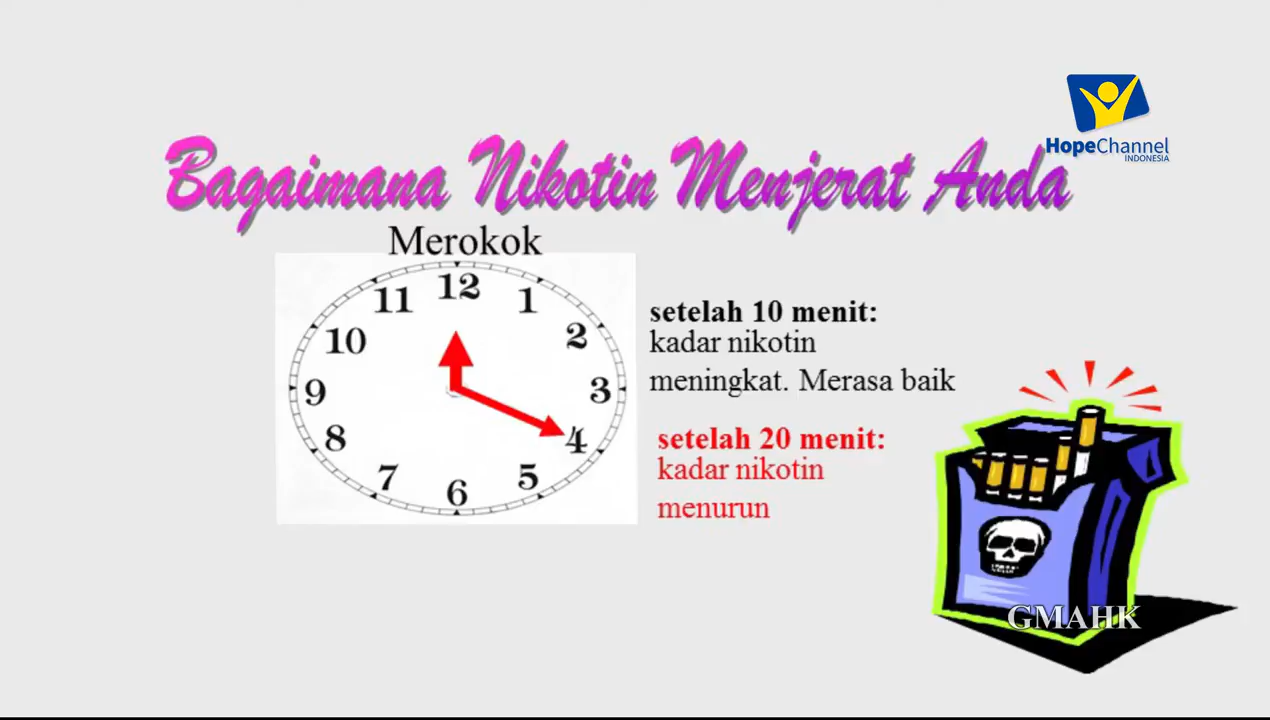 HopeChannel
INDONESIA
Bagaimana Nikotin Menjerat Anda
Merokok
12
11
1
10
2
9
3
8
4
7
5
6
setelah 10 menit:
kadar nikotin
meningkat. Merasa baik
setelah 20 menit:
kadar nikotin
menurun
GMAHK